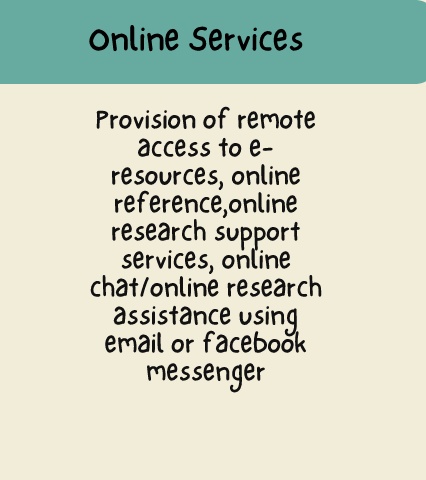 Online Services
Provision of remote
access to e-
resources, online
reference,online
research support
services, online
chat/online research
assistance using
email or facebook
messenger